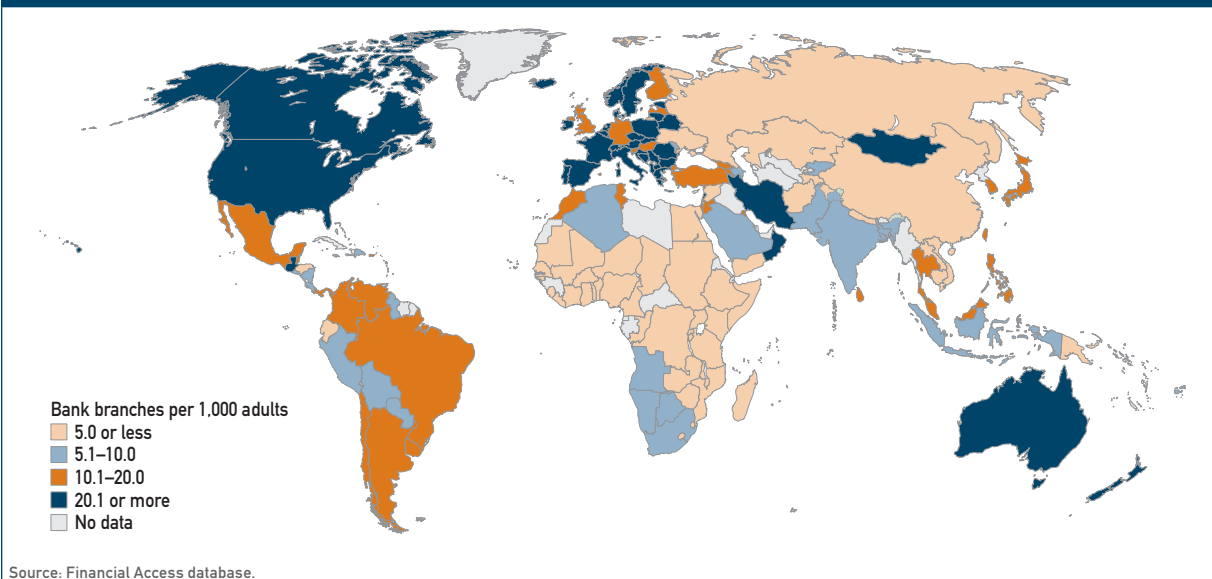 Bank branches per 1,000 adults
5.0 or less
5.1–10.0
10.1–20.0
20.1 or more
No data
Source: Financial Access database.